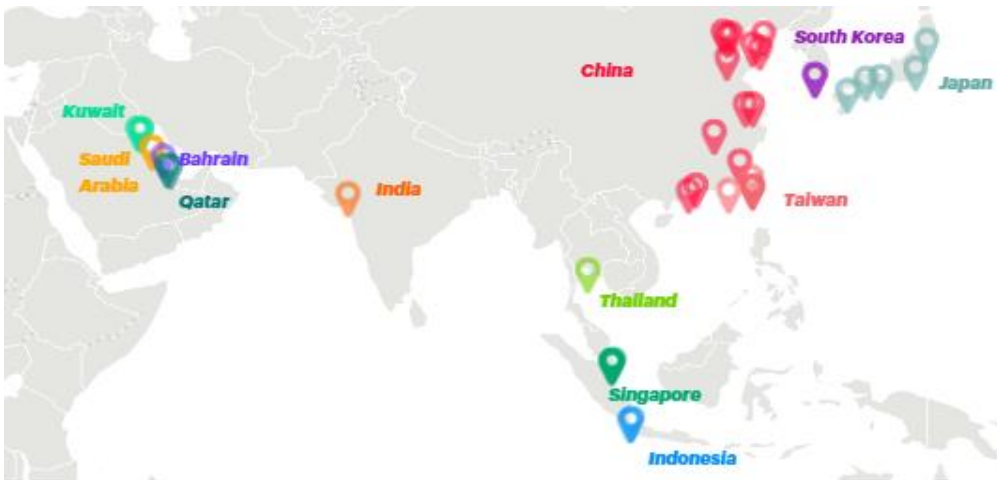 South Korea
China
Japan
Kuwait
Saudi
Arabia
Bahrain
Qatar
India
Taiwan
Thailand
Singapore
Indonesia